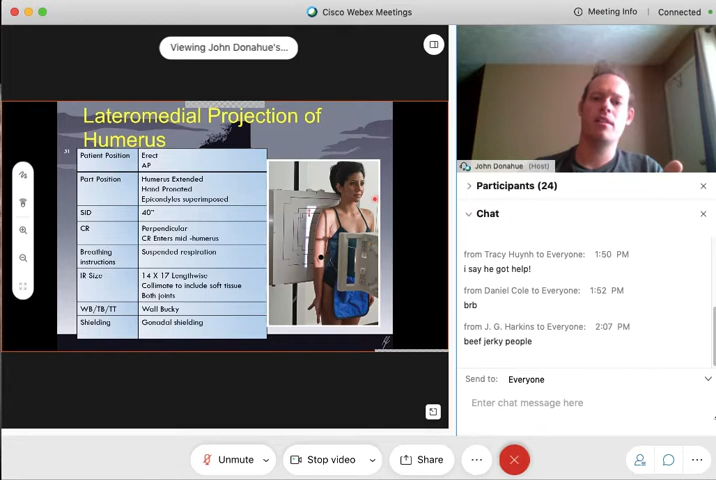 Cisco Webex Meetings
Meeting Info
Connected
Viewing John Donahue's...
Lateromedial Projection of
Humerus
31
Patient Position
Erect
AP
Part Position
Humerus Extended
Hand Pronated
Epicondyles superimposed
SID
40"
CR
Perpendicular
CR Enters mid -humerus
Breathing
instructions
Suspended respiration
IR Size
14 X 17 Lengthwise
Collimate to include soft tissue
Both joints
WB/TB/TT
Wall Bucky
Shielding
Gonadal shielding
John Donahue (Host)
Participants (24)
Chat
from Tracy Huynh to Everyone: 1:50 PM
i say he got help!
from Daniel Cole to Everyone: 1:52 PM
brb
from J. G. Harkins to Everyone: 2:07 PM
beef jerky people
Send to: Everyone
Enter chat message here
Unmute
Stop video
Share